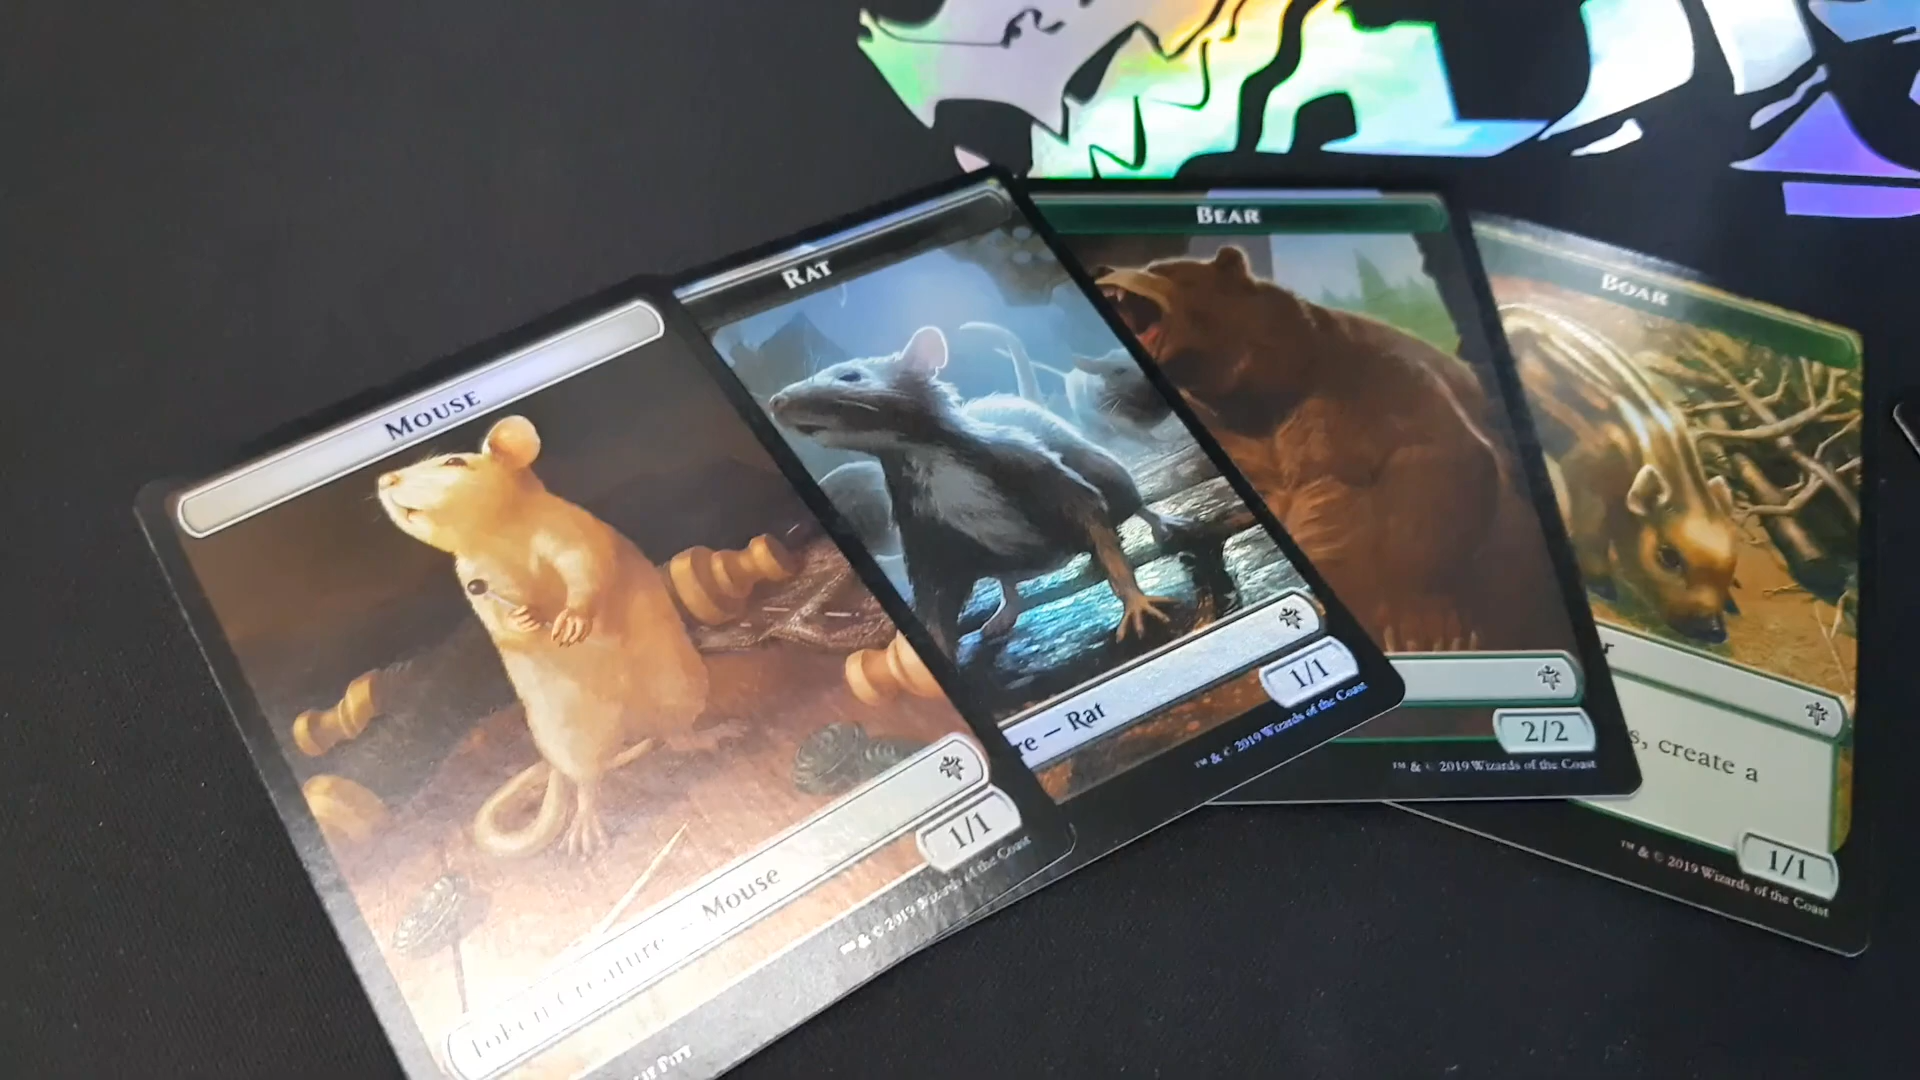 MOUSE
Token Creature — Mouse
1/1
™ & © 2019 Wizards of the Coast
RAT
re — Rat
1/1
™ & © 2019 Wizards of the Coast
BEAR
2/2
™ & © 2019 Wizards of the Coast
BOAR
r
s, create a
1/1
™ & © 2019 Wizards of the Coast